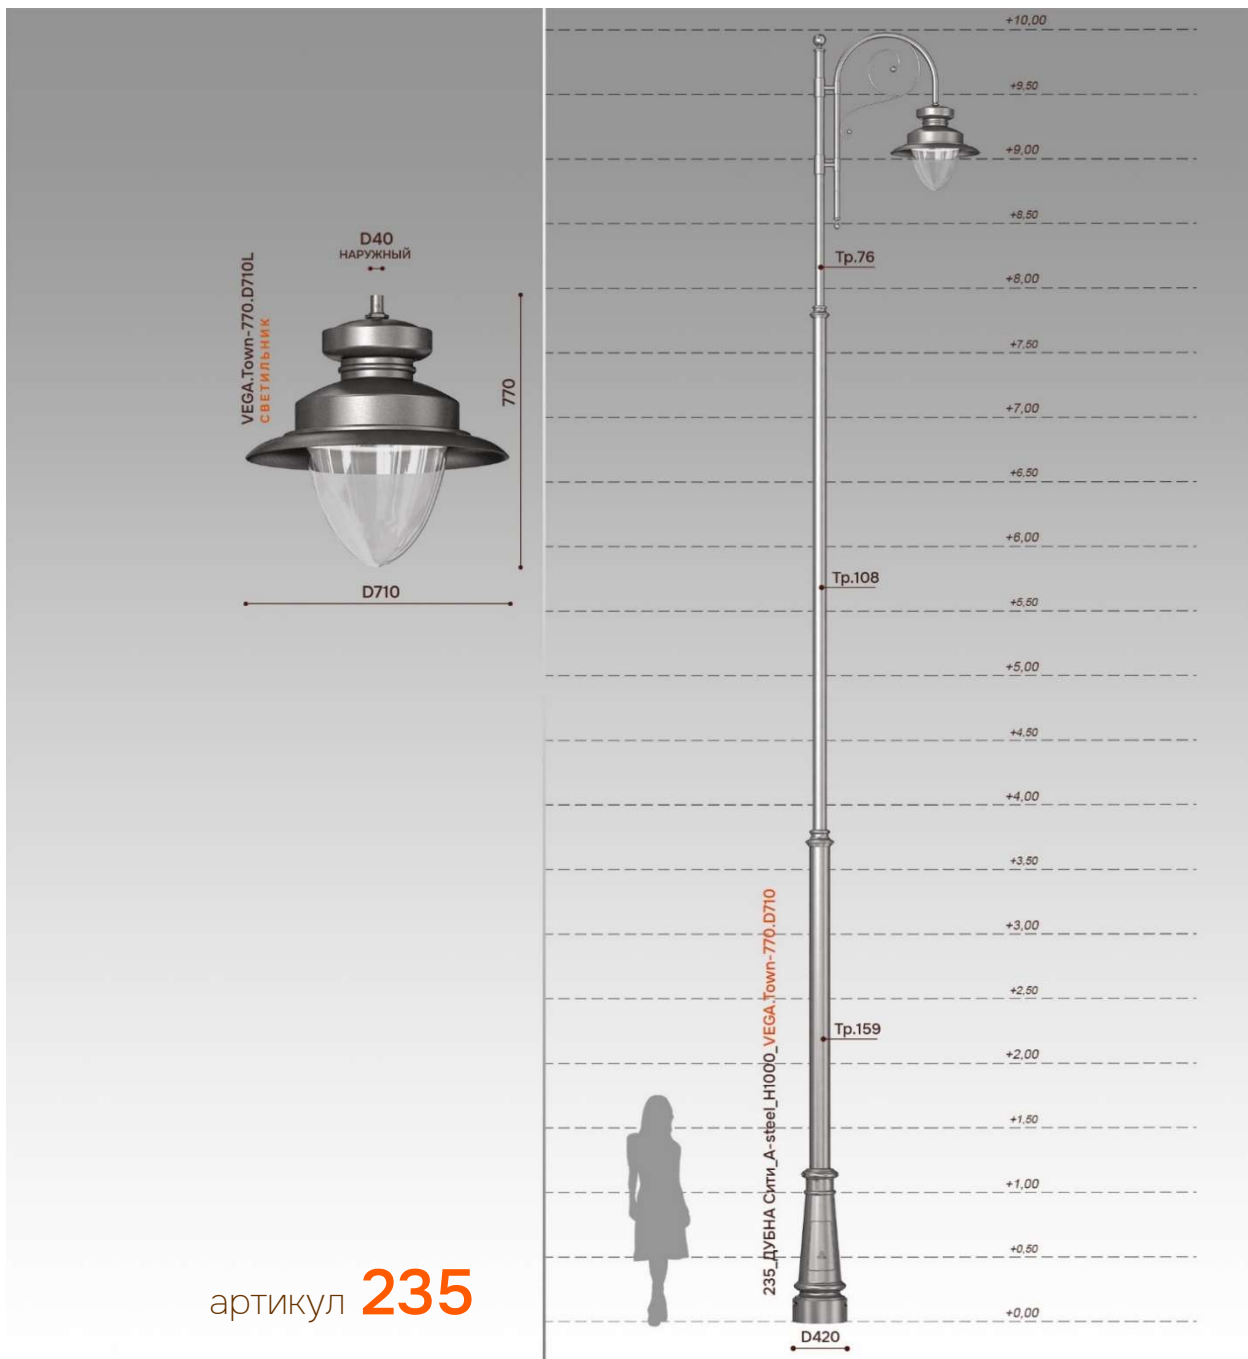 D40
НАРУЖНЫЙ
VEGA.Town-770.D710L
СВЕТИЛЬНИК
770
D710
артикул 235
+10,00
+9,50
+9,00
+8,50
Тр.76
+8,00
+7,50
+7,00
+6,50
+6,00
Тр.108
+5,50
+5,00
+4,50
+4,00
+3,50
+3,00
+2,50
Тр.159
+2,00
+1,50
+1,00
+0,50
+0,00
235_ДУБНА Сити_A-steel_H1000_VEGA.Town-770.D710
D420